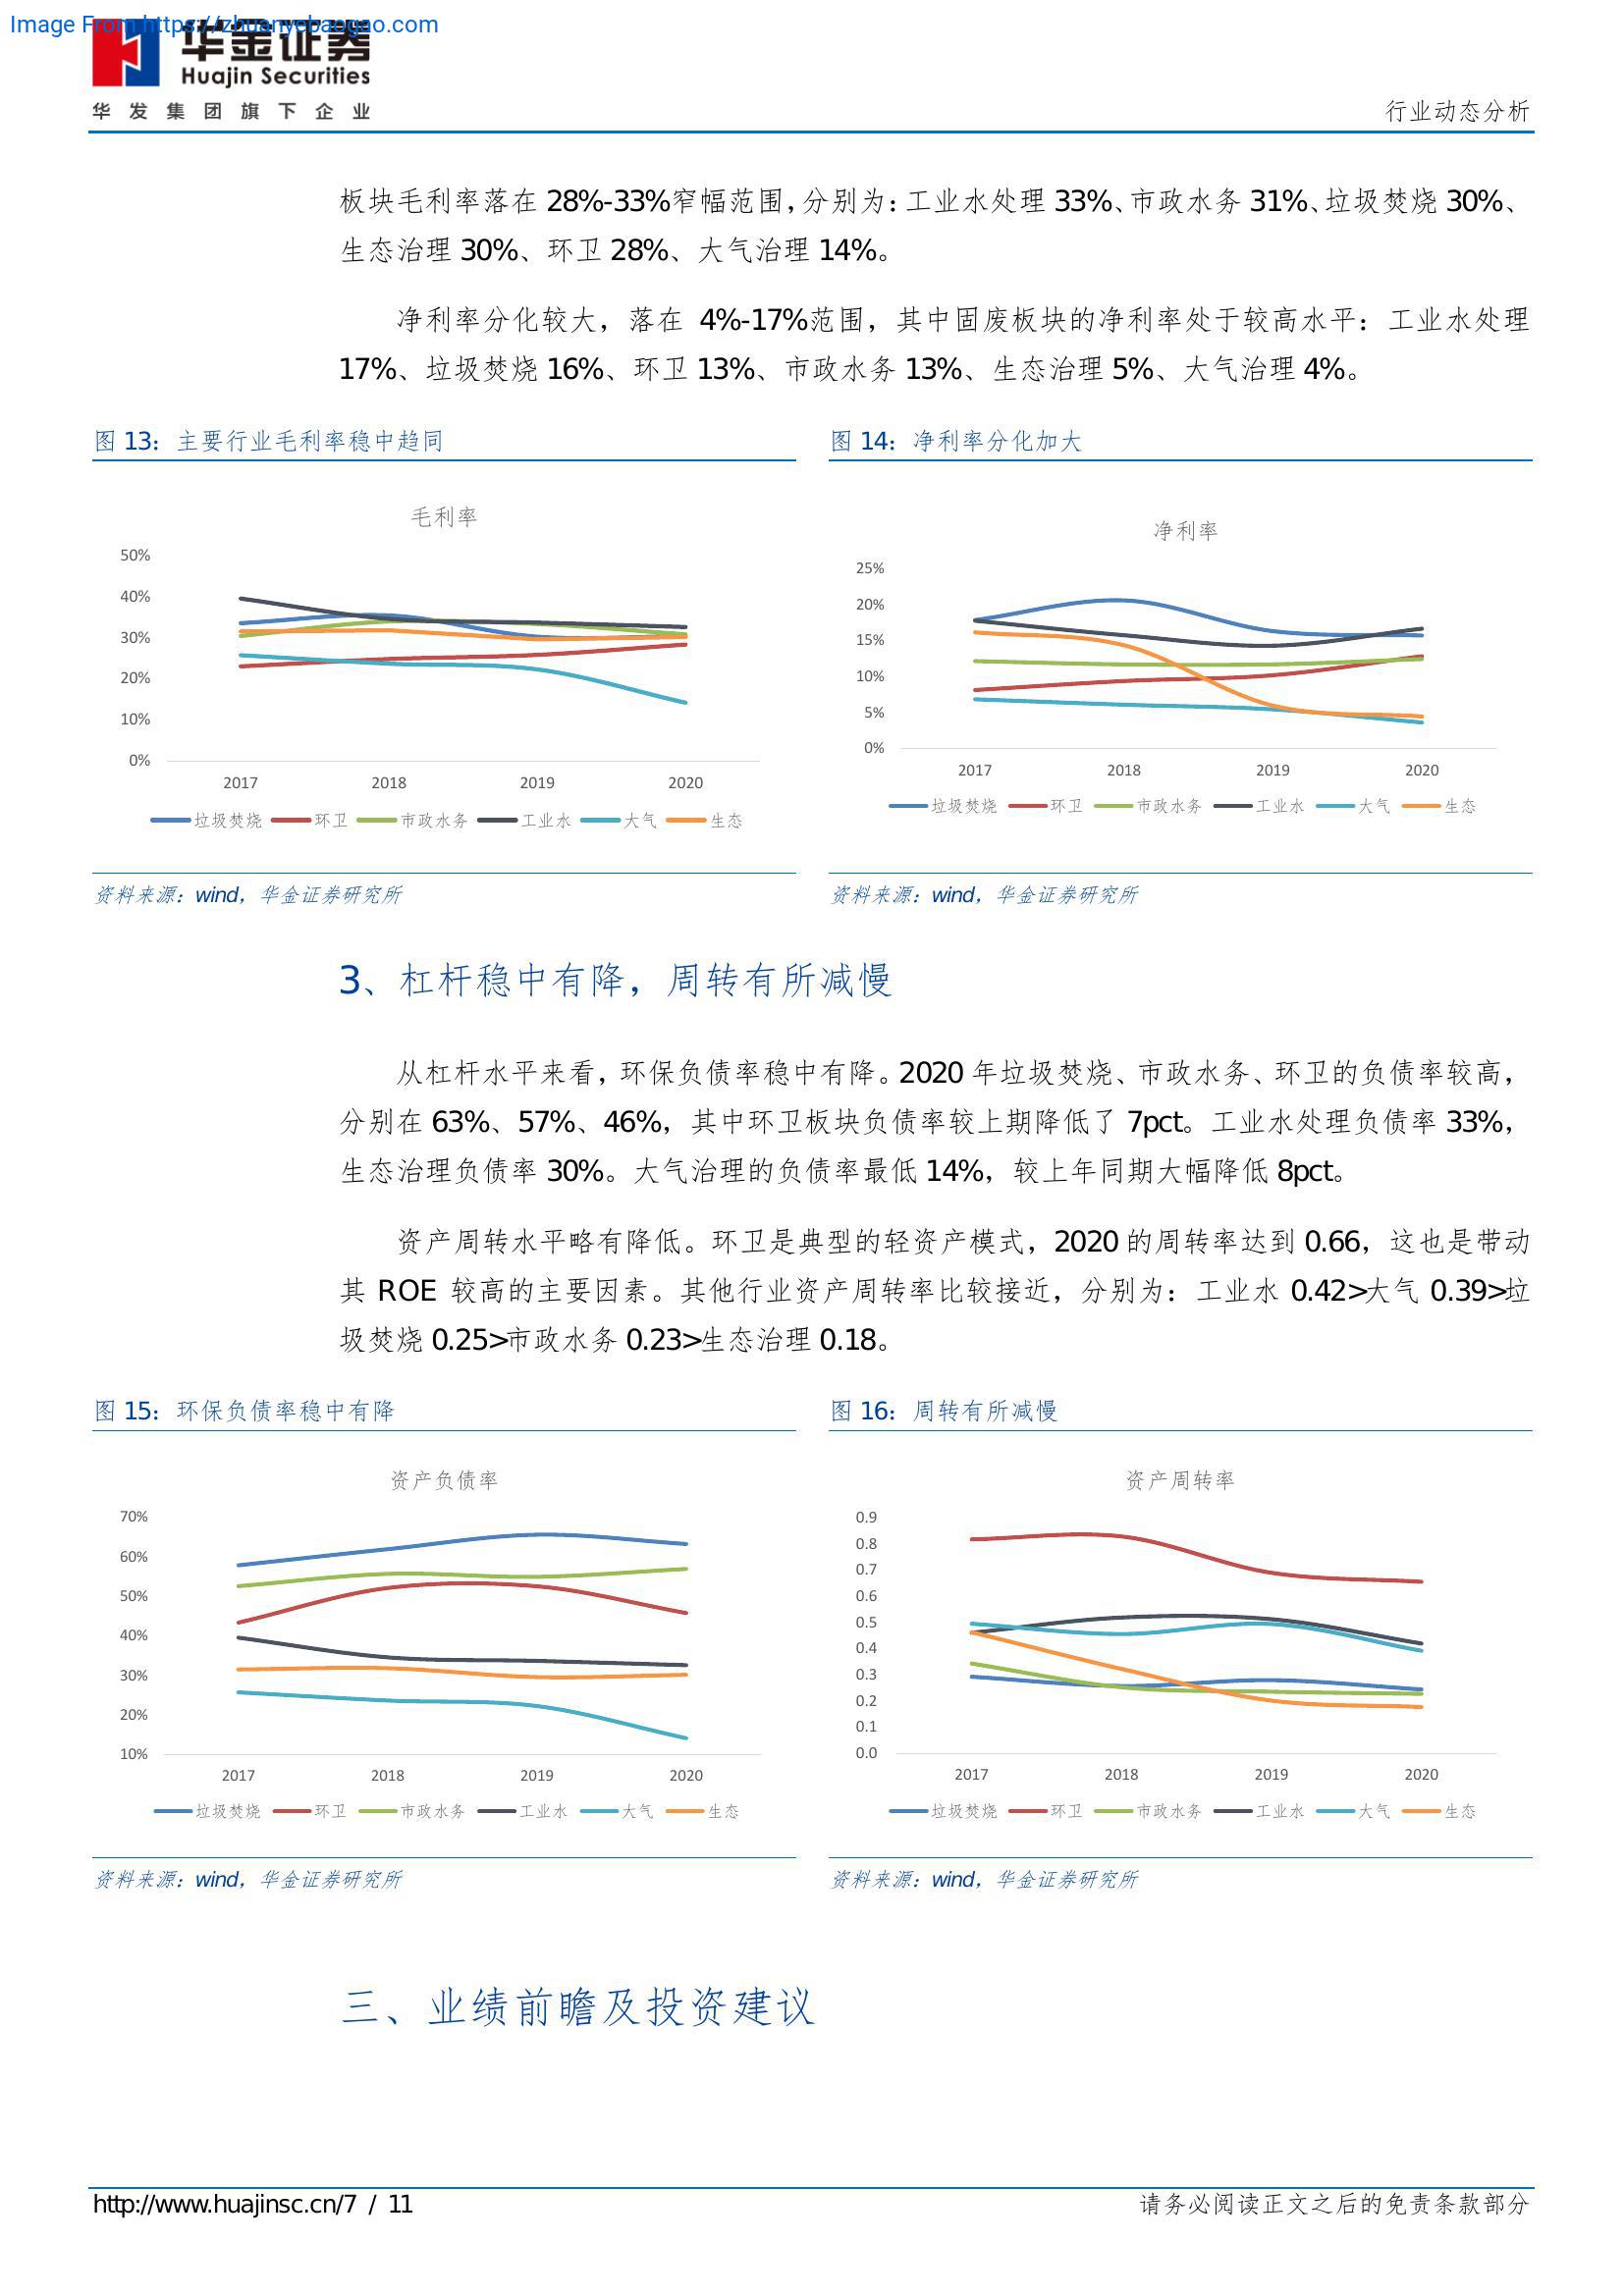 Image From https://zhuanyebaogao.com
华金证券
Huajin Securities
华发集团旗下企业
行业动态分析
板块毛利率落在 28%-33%窄幅范围，分别为：工业水处理 33%、市政水务 31%、垃圾焚烧 30%、
生态治理 30%、环卫 28%、大气治理 14%。
净利率分化较大，落在 4%-17%范围，其中固废板块的净利率处于较高水平：工业水处理
17%、垃圾焚烧 16%、环卫 13%、市政水务 13%、生态治理 5%、大气治理 4%。
图 13：主要行业毛利率稳中趋同
毛利率
50%
40%
30%
20%
10%
0%
2017 2018 2019 2020
垃圾焚烧 环卫 市政水务 工业水 大气 生态
资料来源：wind，华金证券研究所
图 14：净利率分化加大
净利率
25%
20%
15%
10%
5%
0%
2017 2018 2019 2020
垃圾焚烧 环卫 市政水务 工业水 大气 生态
资料来源：wind，华金证券研究所
3、杠杆稳中有降，周转有所减慢
从杠杆水平来看，环保负债率稳中有降。2020 年垃圾焚烧、市政水务、环卫的负债率较高，
分别在 63%、57%、46%，其中环卫板块负债率较上期降低了 7pct。工业水处理负债率 33%，
生态治理负债率 30%。大气治理的负债率最低 14%，较上年同期大幅降低 8pct。
资产周转水平略有降低。环卫是典型的轻资产模式，2020 的周转率达到 0.66，这也是带动
其 ROE 较高的主要因素。其他行业资产周转率比较接近，分别为：工业水 0.42>大气 0.39>垃
圾焚烧 0.25>市政水务 0.23>生态治理 0.18。
图 15：环保负债率稳中有降
资产负债率
70%
60%
50%
40%
30%
20%
10%
2017 2018 2019 2020
垃圾焚烧 环卫 市政水务 工业水 大气 生态
资料来源：wind，华金证券研究所
图 16：周转有所减慢
资产周转率
0.9
0.8
0.7
0.6
0.5
0.4
0.3
0.2
0.1
0.0
2017 2018 2019 2020
垃圾焚烧 环卫 市政水务 工业水 大气 生态
资料来源：wind，华金证券研究所
三、业绩前瞻及投资建议
http://www.huajinsc.cn/7 / 11
请务必阅读正文之后的免责条款部分